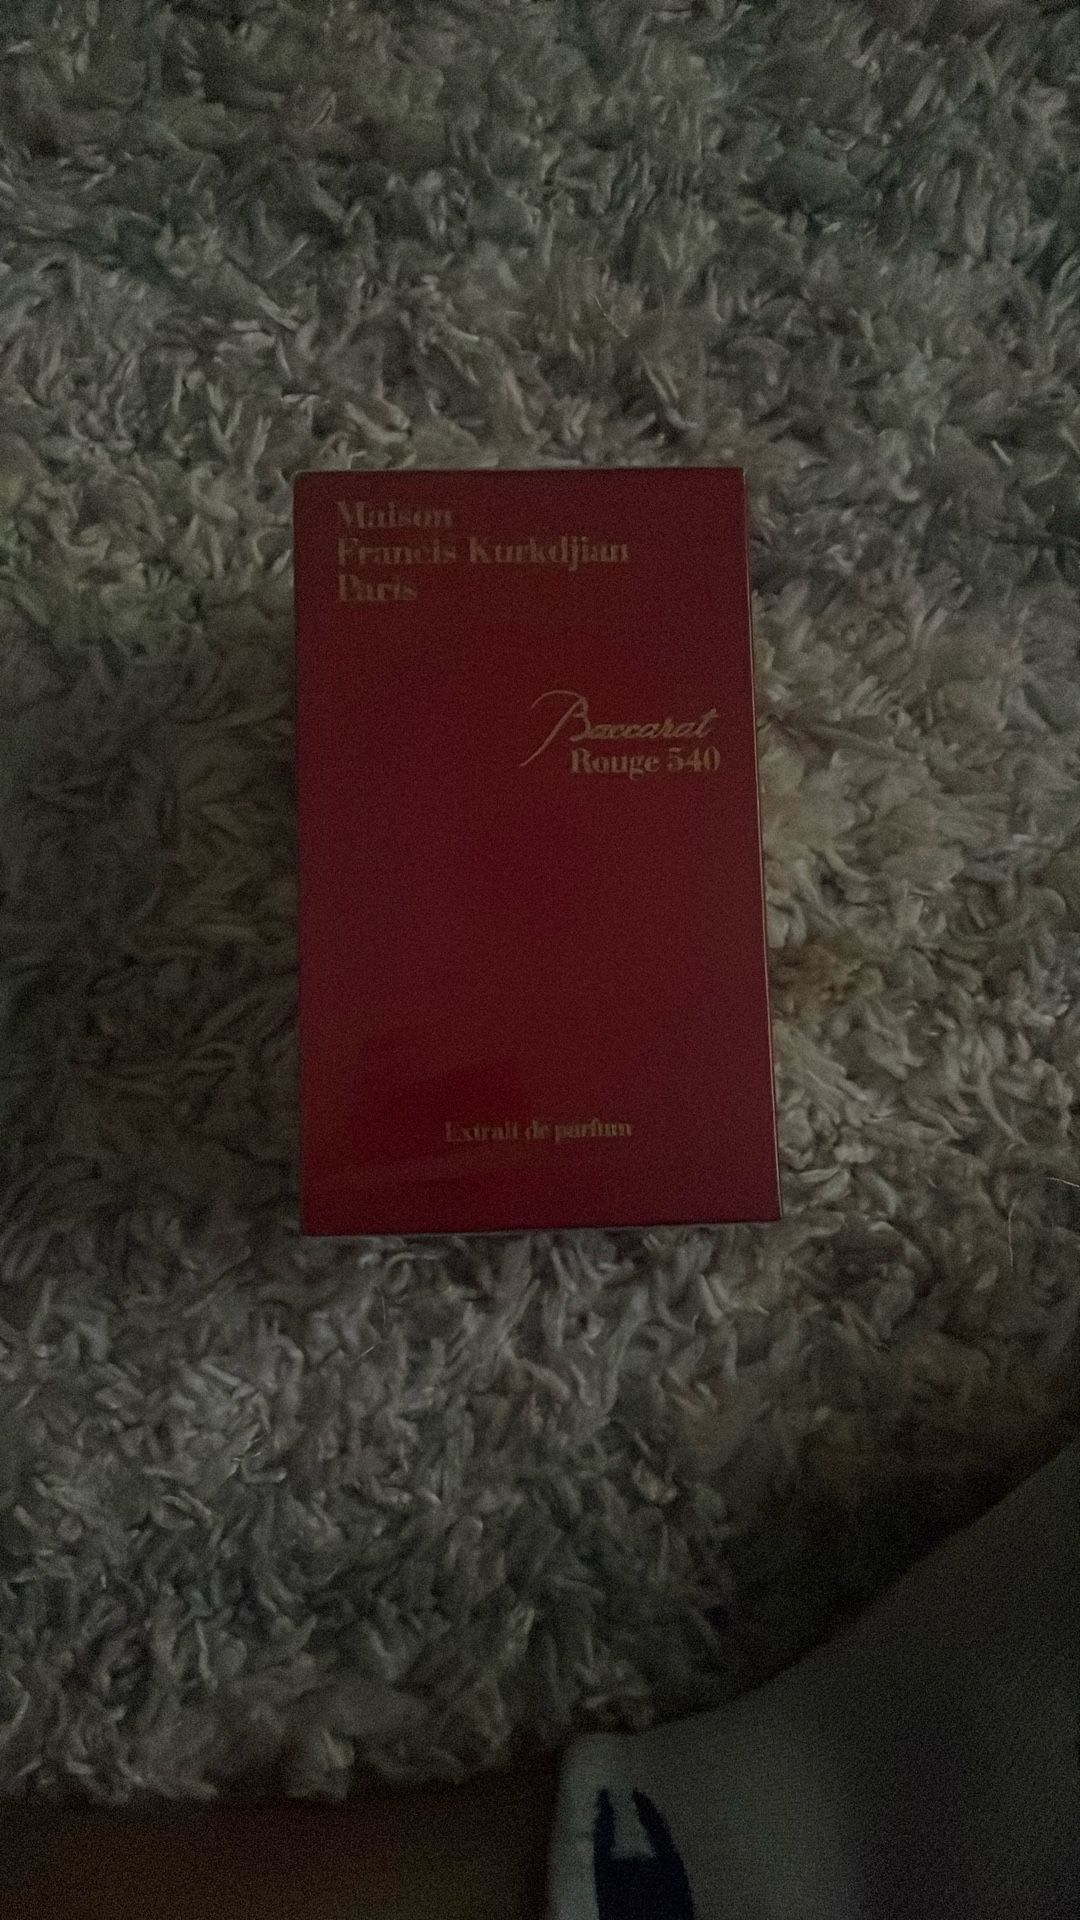 Maison
Francis Kurkdjian
Paris
Baccarat
Rouge 540
Extrait de parfum